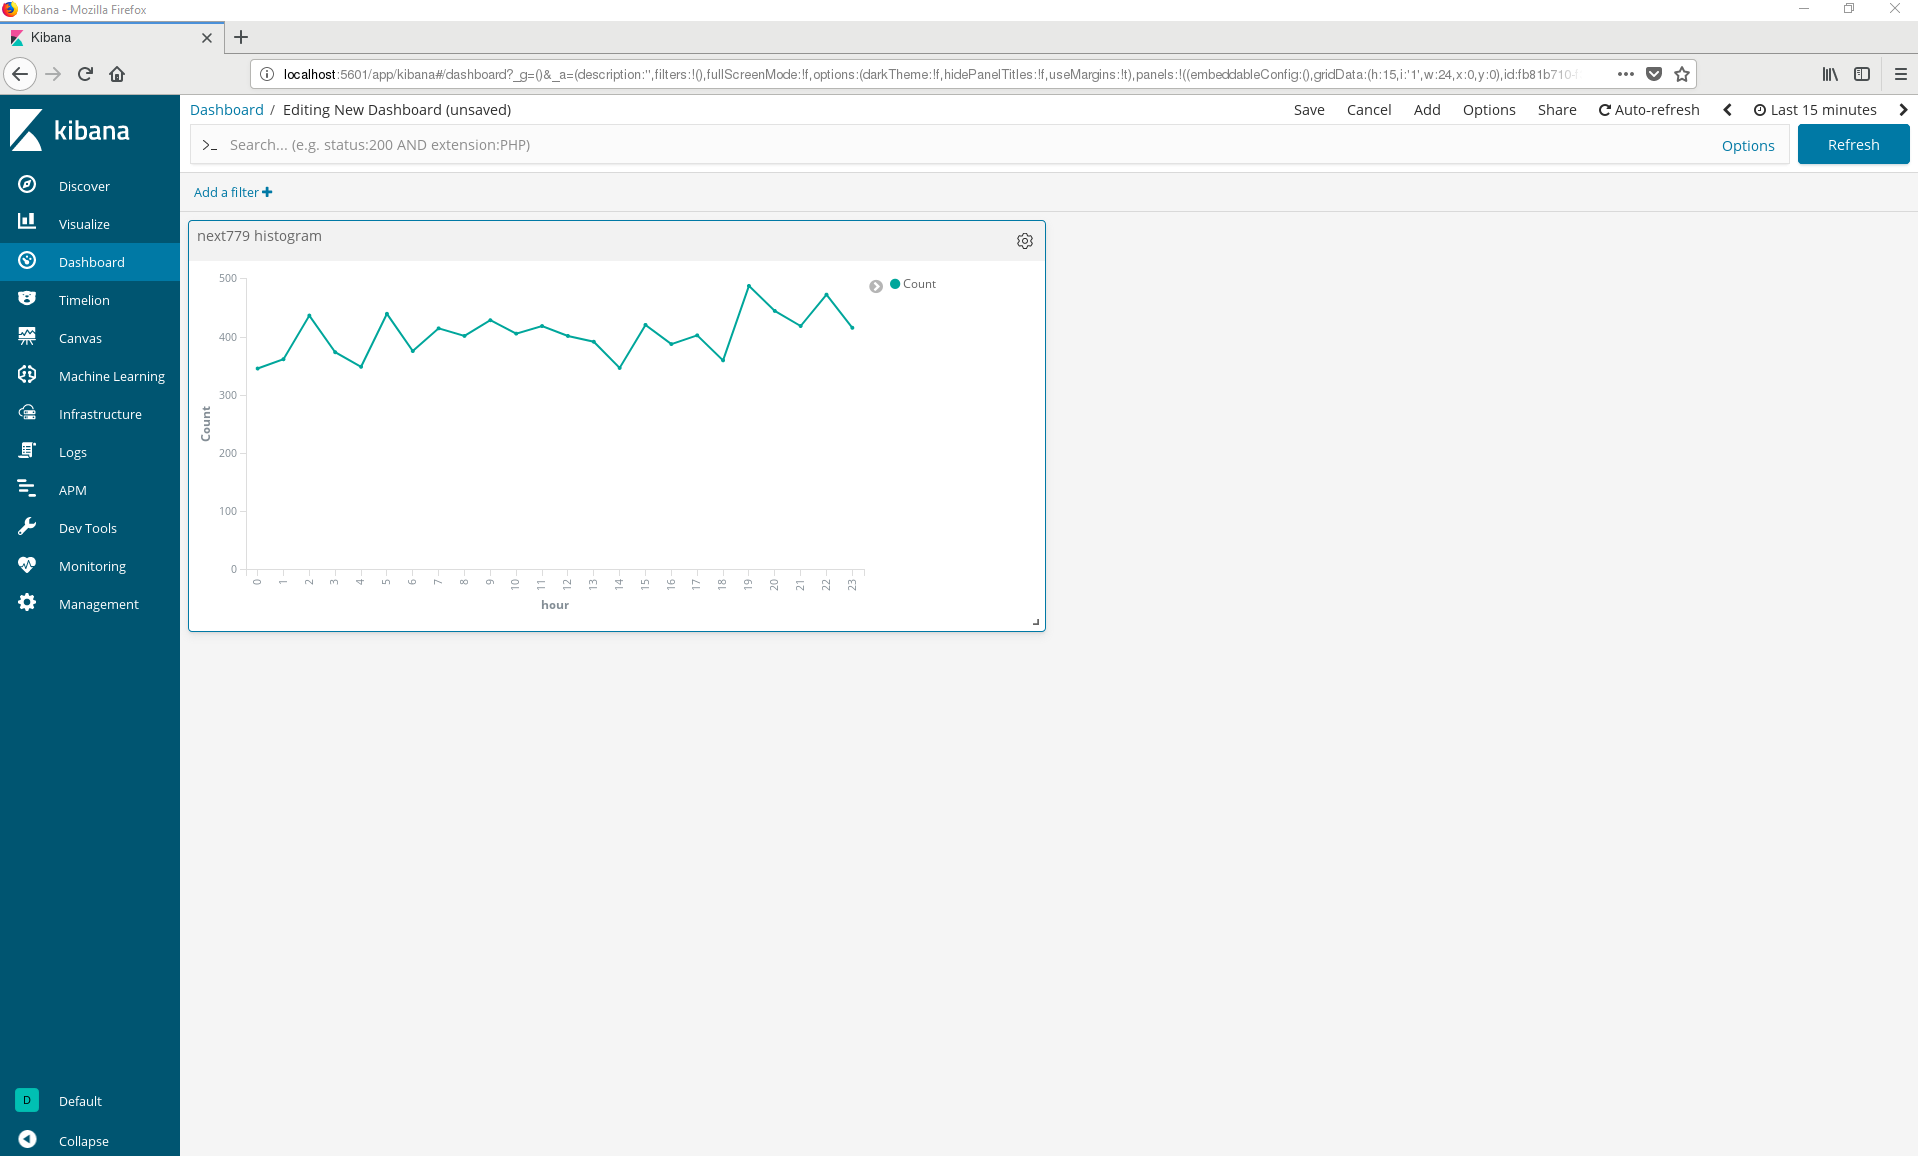 Kibana - Mozilla Firefox
Kibana
localhost:5601/app/kibana#/dashboard?_g=()&_a=(description:'',filters:!(),fullScreenMode:!f,options:(darkTheme:!f,hidePanelTitles:!f,useMargins:!t),panels:!((embeddableConfig:(),gridData:(h:15,i:'1',w:24,x:0,y:0),id:fb81b710-
kibana
Discover
Visualize
Dashboard
Timelion
Canvas
Machine Learning
Infrastructure
Logs
APM
Dev Tools
Monitoring
Management
D Default
Collapse
Dashboard / Editing New Dashboard (unsaved)
Save Cancel Add Options Share Auto-refresh Last 15 minutes
>_ Search... (e.g. status:200 AND extension:PHP) Options Refresh
Add a filter
next779 histogram
Count
500
400
300
200
100
0
Count
0 1 2 3 4 5 6 7 8 9 10 11 12 13 14 15 16 17 18 19 20 21 22 23
hour